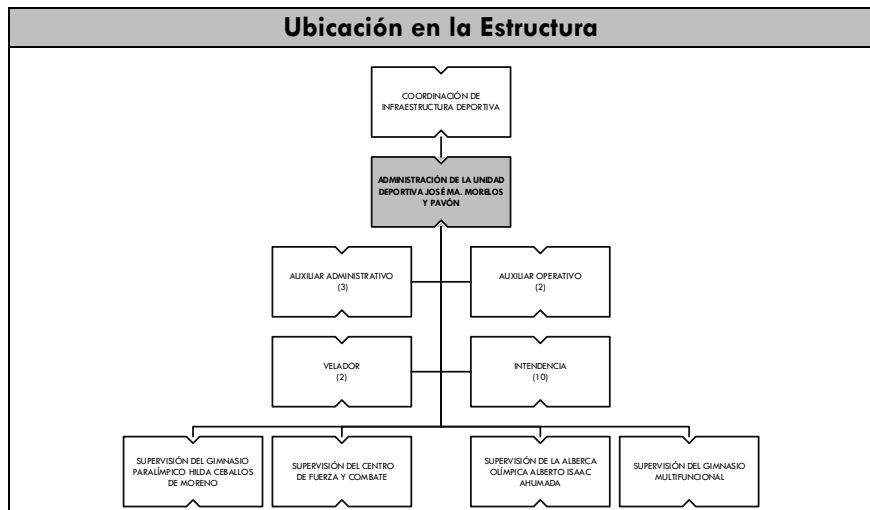 Ubicación en la Estructura
COORDINACIÓN DE
INFRAESTRUCTURA DEPORTIVA
ADMINISTRACIÓN DE LA UNIDAD
DEPORTIVA JOSÉ MA. MORELOS
Y PAVÓN
AUXILIAR ADMINISTRATIVO
(3)
AUXILIAR OPERATIVO
(2)
VELADOR
(2)
INTENDENCIA
(10)
SUPERVISIÓN DEL GIMNASIO
PARALÍMPICO HILDA CEBALLOS
DE MORENO
SUPERVISIÓN DEL CENTRO
DE FUERZA Y COMBATE
SUPERVISIÓN DE LA ALBERCA
OLÍMPICA ALBERTO ISAAC
AHUMADA
SUPERVISIÓN DEL GIMNASIO
MULTIFUNCIONAL